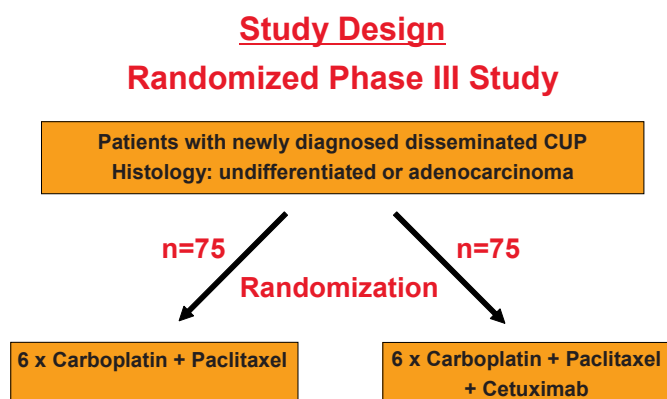 Study Design
Randomized Phase III Study
Patients with newly diagnosed disseminated CUP
Histology: undifferentiated or adenocarcinoma
n=75
n=75
Randomization
6 x Carboplatin + Paclitaxel
6 x Carboplatin + Paclitaxel
+ Cetuximab